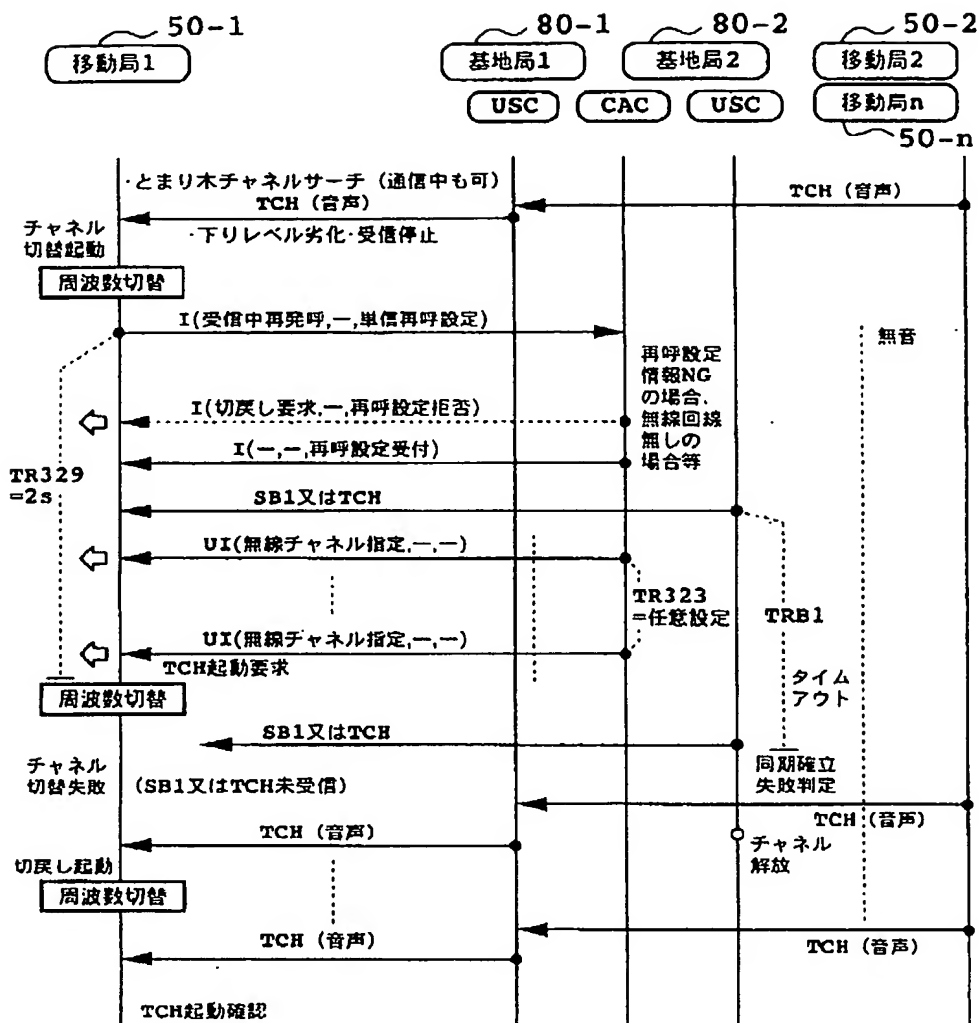 50-1
80-1
80-2
50-2
移動局1
基地局1
基地局2
移動局2
USC
CAC
USC
移動局n
50-n
・とまり木チャネルサーチ（通信中も可）
TCH（音声）
TCH（音声）
チャネル
切替起動
・下りレベル劣化・受信停止
周波数切替
I(受信中再発呼,ー,単信再呼設定)
無音
再呼設定
情報NG
の場合、
無線回線
無しの
場合等
I(切戻し要求,ー,再呼設定拒否)
I(ー,ー,再呼設定受付)
TR329
=2s
SB1又はTCH
UI(無線チャネル指定,ー,ー)
TR323
=任意設定
TRB1
UI(無線チャネル指定,ー,ー)
TCH起動要求
タイム
アウト
周波数切替
SB1又はTCH
チャネル
切替失敗
(SB1又はTCH未受信)
同期確立
失敗判定
TCH（音声）
TCH（音声）
チャネル
解放
切戻し起動
周波数切替
TCH（音声）
TCH（音声）
TCH起動確認